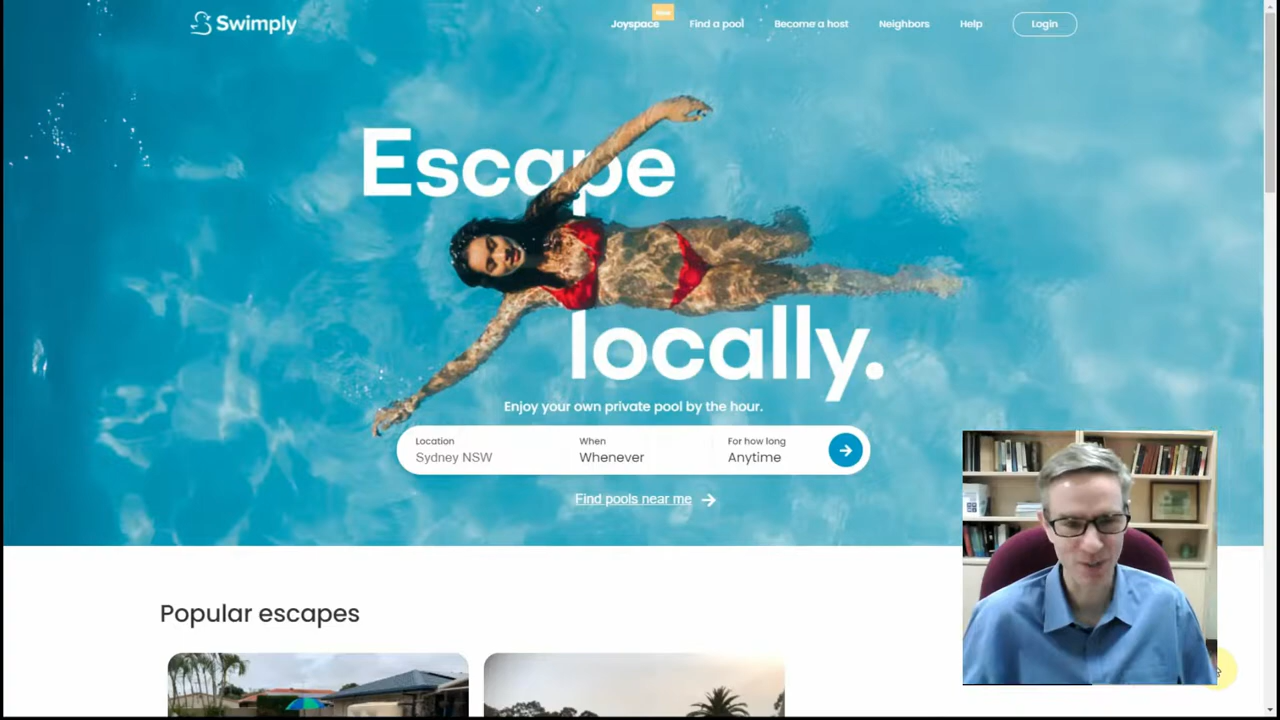 Swimply
New
Joyspace Find a pool Become a host Neighbors Help Login
Escape
locally.
Enjoy your own private pool by the hour.
Location When For how long
Sydney NSW Whenever Anytime
Find pools near me
Popular escapes